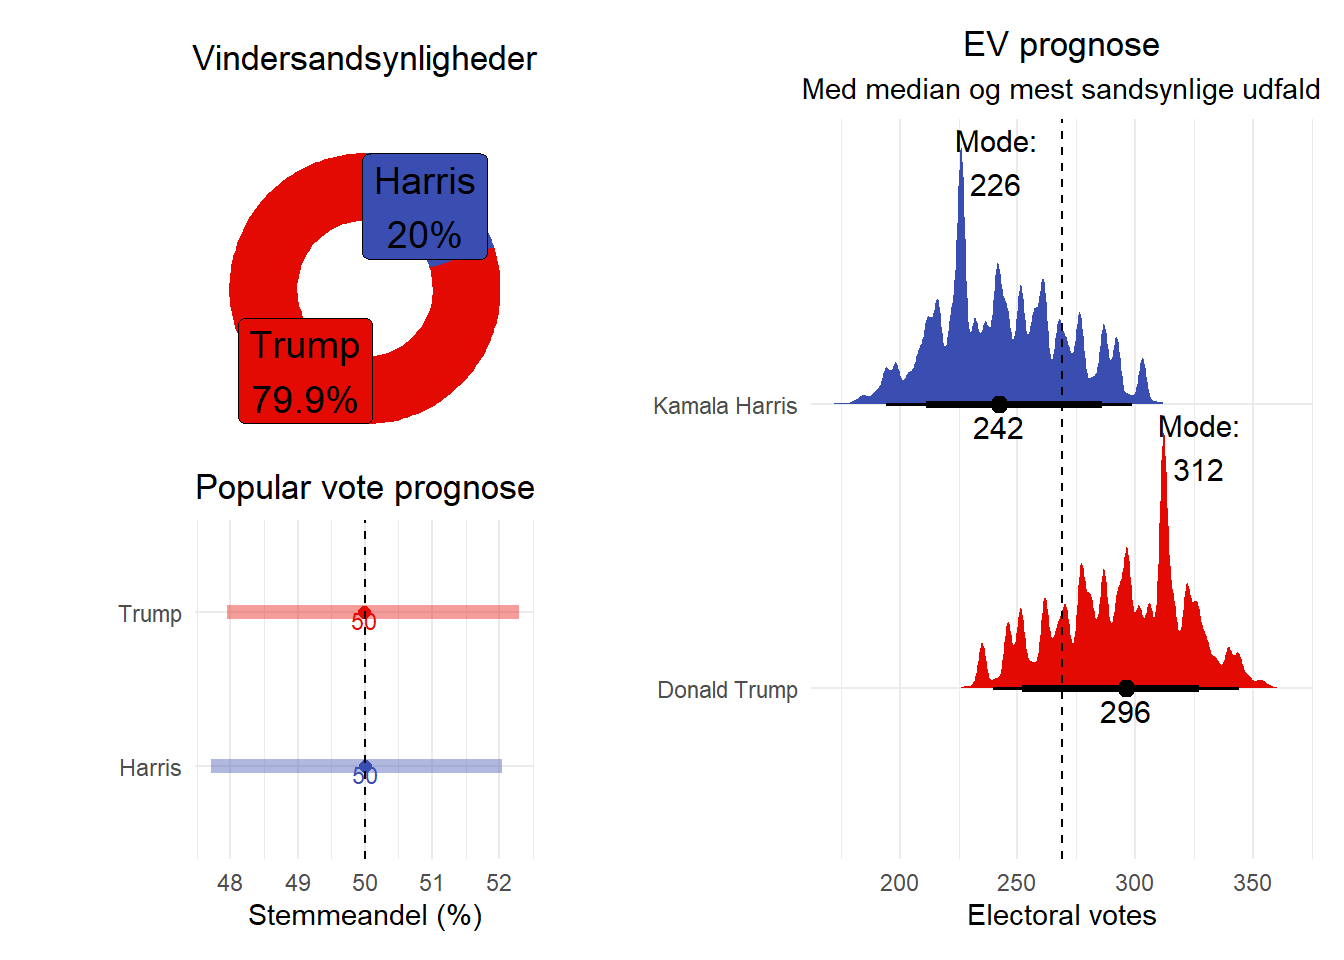 Vindersandsynligheder
Harris
20%
Trump
79.9%
Popular vote prognose
Trump
50
Harris
50
48 49 50 51 52
Stemmeandel (%)
EV prognose
Med median og mest sandsynlige udfald
Mode:
226
Kamala Harris
242
Mode:
312
Donald Trump
296
200 250 300 350
Electoral votes